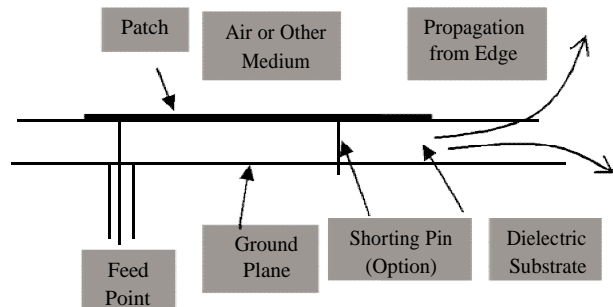 Patch
Air or Other
Medium
Propagation
from Edge
Feed
Point
Ground
Plane
Shorting Pin
(Option)
Dielectric
Substrate